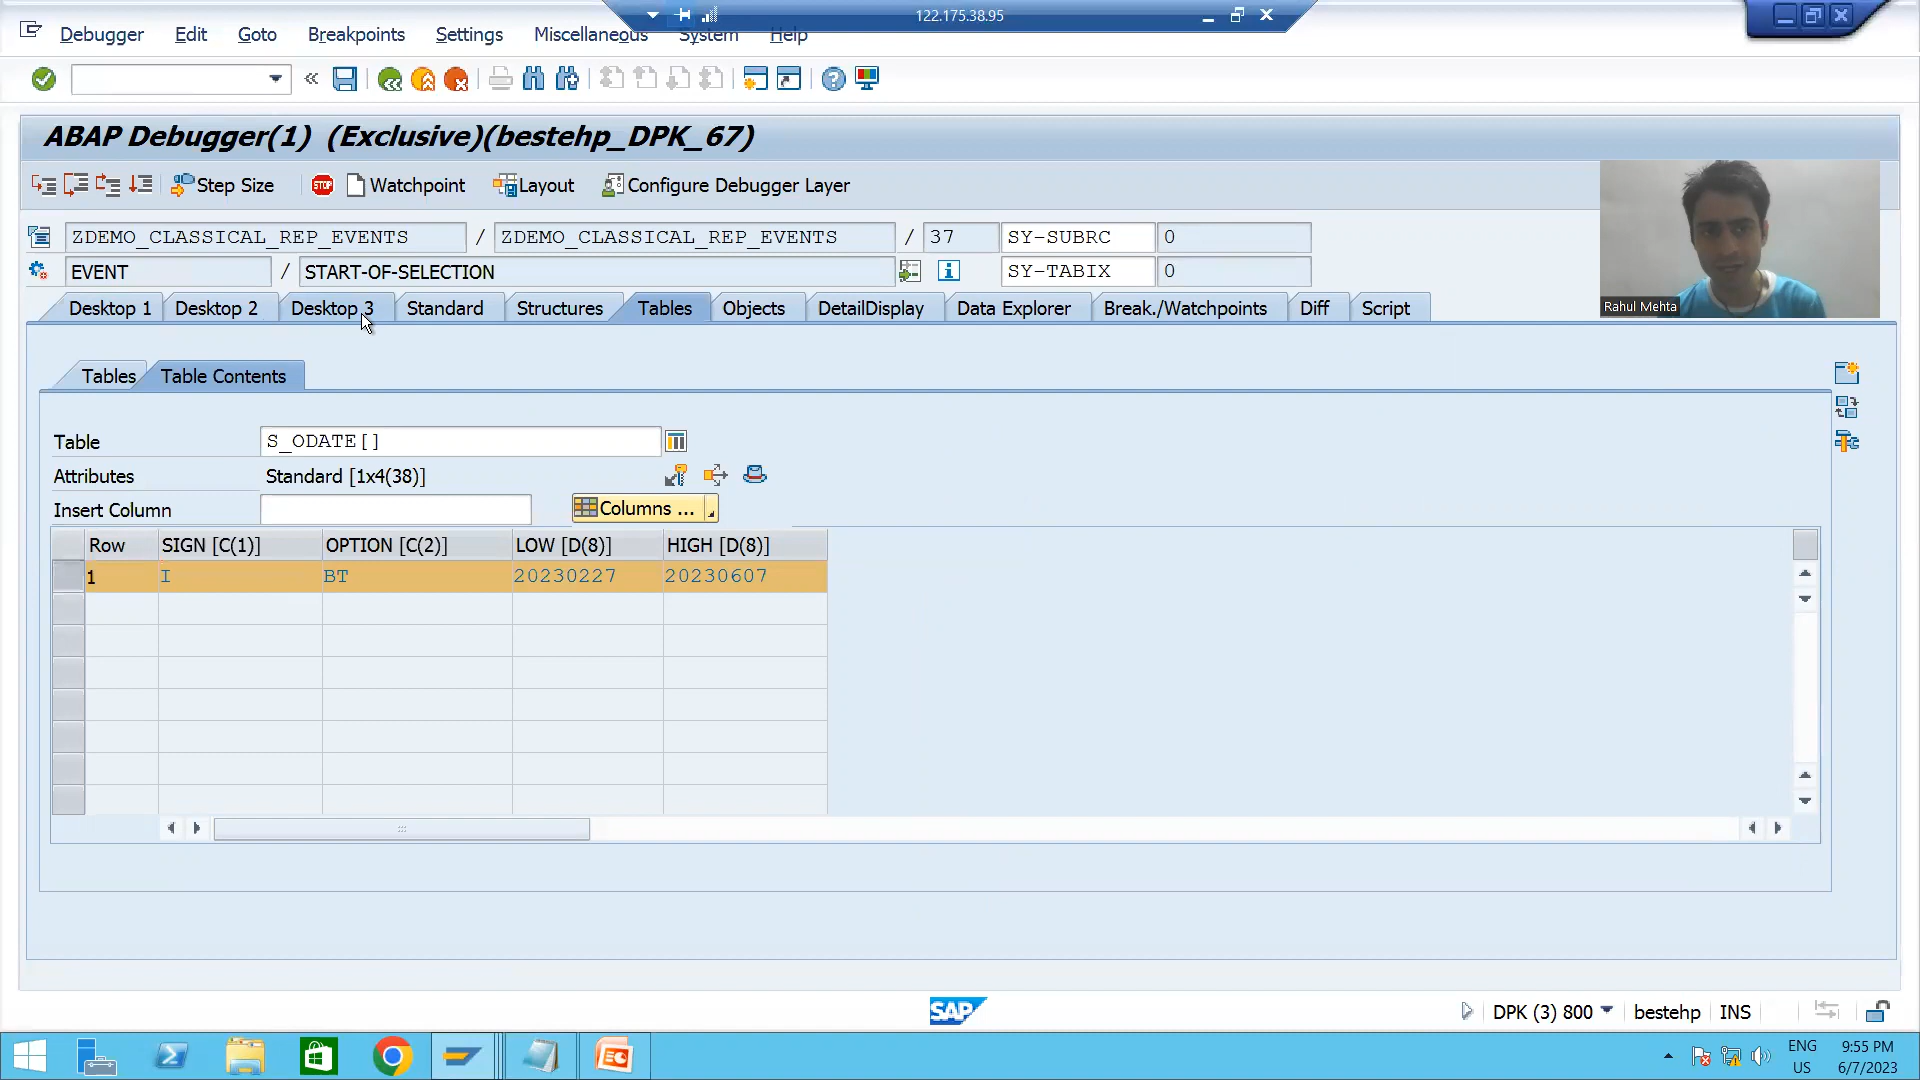 122.175.38.95
Debugger Edit Goto Breakpoints Settings Miscellaneous System Help
ABAP Debugger(1) (Exclusive)(bestehp_DPK_67)
Step Size STOP Watchpoint Layout Configure Debugger Layer
ZDEMO_CLASSICAL_REP_EVENTS / ZDEMO_CLASSICAL_REP_EVENTS / 37 SY-SUBRC 0
EVENT / START-OF-SELECTION SY-TABIX 0
Rahul Mehta
Desktop 1 Desktop 2 Desktop 3 Standard Structures Tables Objects DetailDisplay Data Explorer Break./Watchpoints Diff Script
Tables Table Contents
Table S_ODATE[]
Attributes Standard [1x4(38)]
Insert Column Columns ...
Row SIGN [C(1)] OPTION [C(2)] LOW [D(8)] HIGH [D(8)]
1 I BT 20230227 20230607
SAP DPK (3) 800 bestehp INS
ENG 9:55 PM
US 6/7/2023